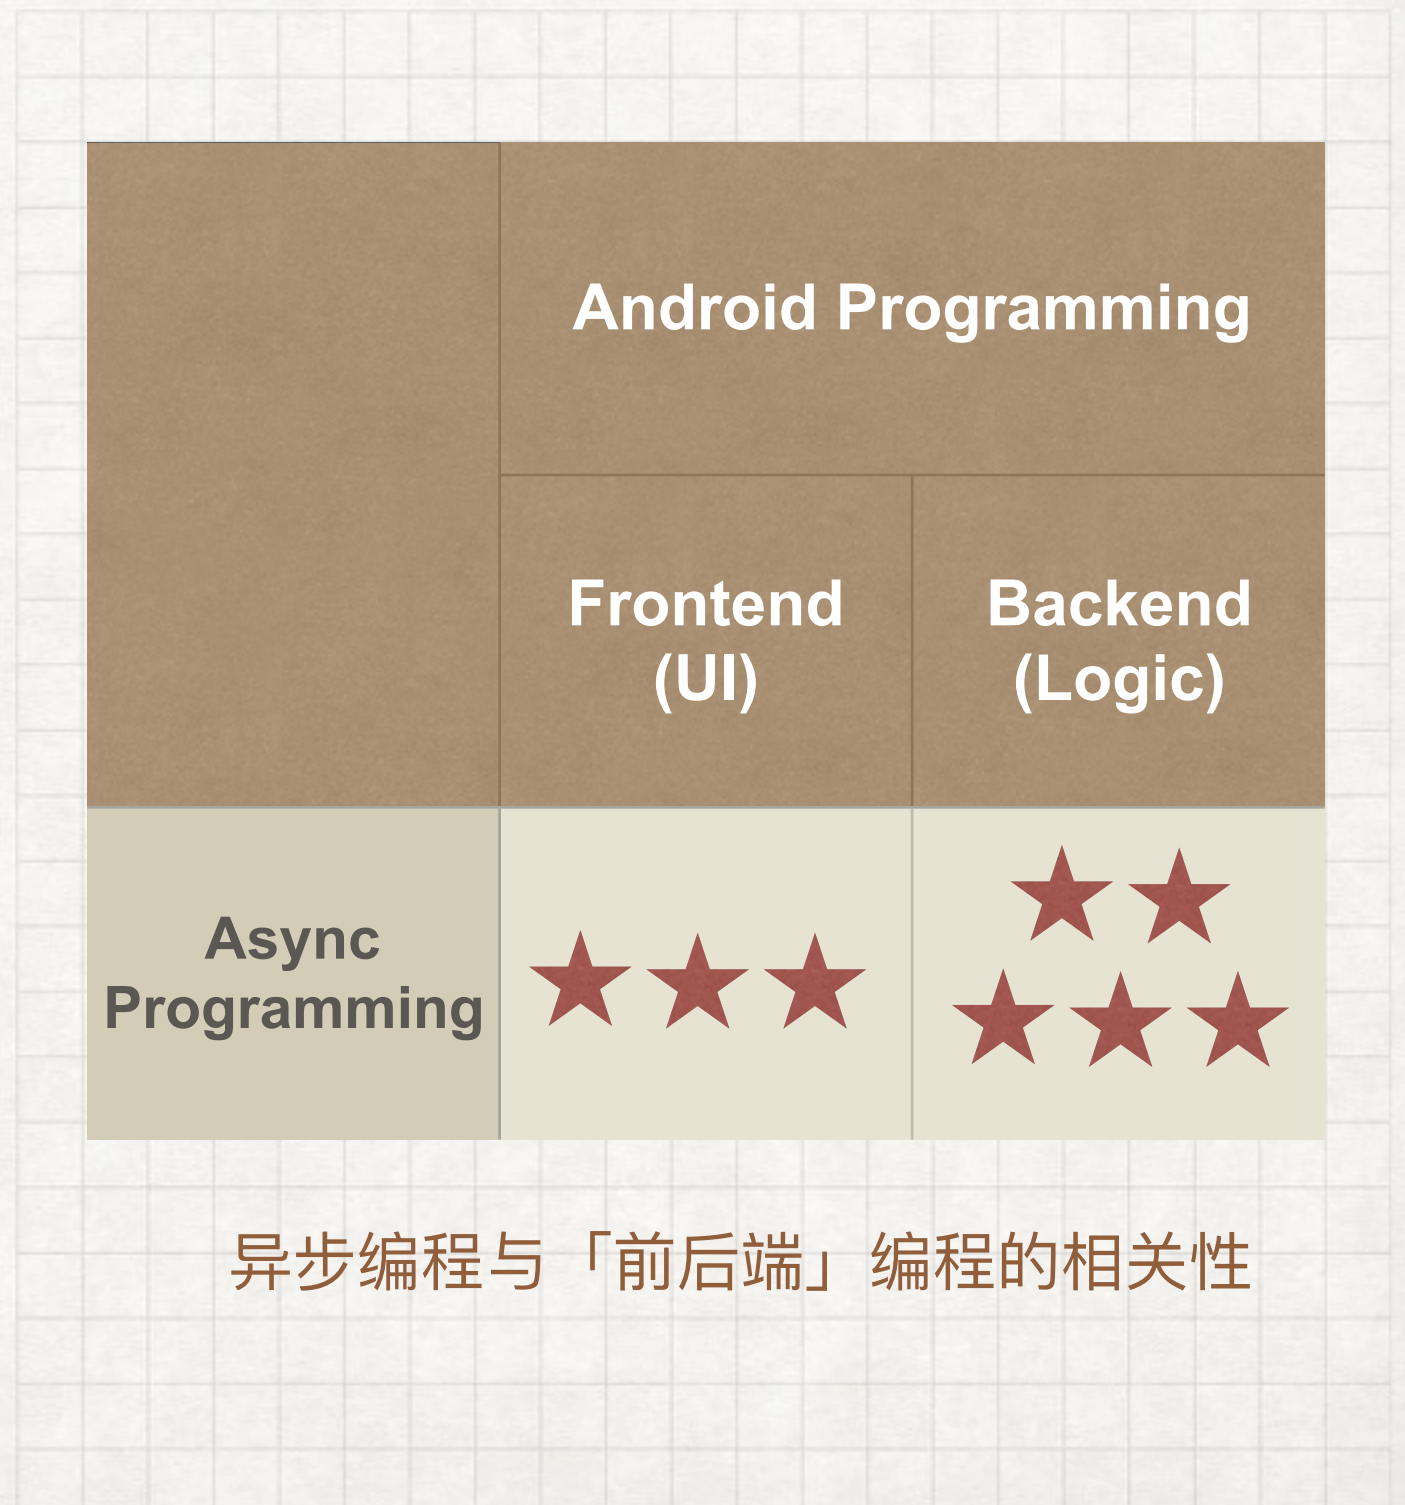 Android Programming
Frontend
(UI)
Backend
(Logic)
Async
Programming
异步编程与「前后端」编程的相关性